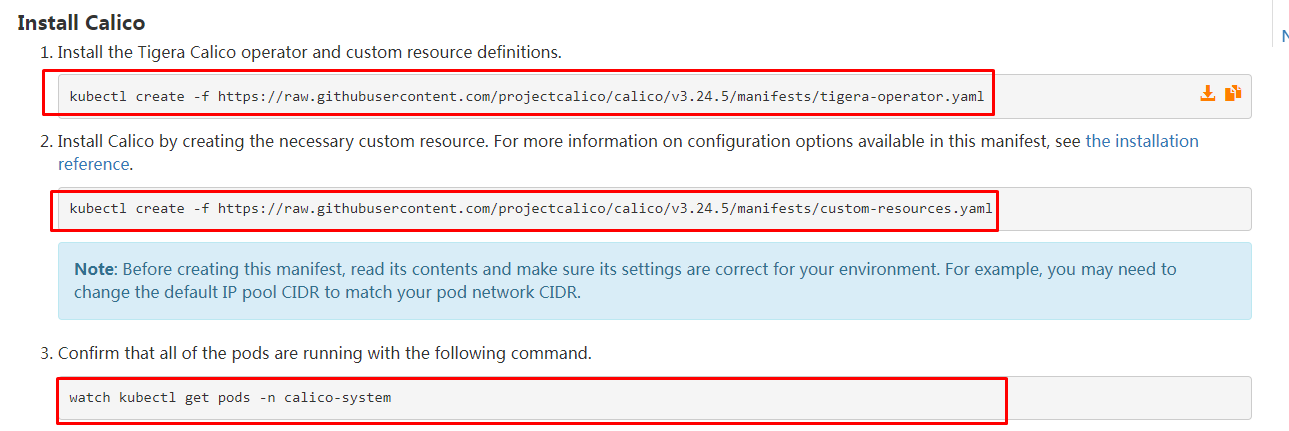 Install Calico
1. Install the Tigera Calico operator and custom resource definitions.
kubectl create -f https://raw.githubusercontent.com/projectcalico/calico/v3.24.5/manifests/tigera-operator.yaml
2. Install Calico by creating the necessary custom resource. For more information on configuration options available in this manifest, see the installation
reference.
kubectl create -f https://raw.githubusercontent.com/projectcalico/calico/v3.24.5/manifests/custom-resources.yaml
Note: Before creating this manifest, read its contents and make sure its settings are correct for your environment. For example, you may need to
change the default IP pool CIDR to match your pod network CIDR.
3. Confirm that all of the pods are running with the following command.
watch kubectl get pods -n calico-system